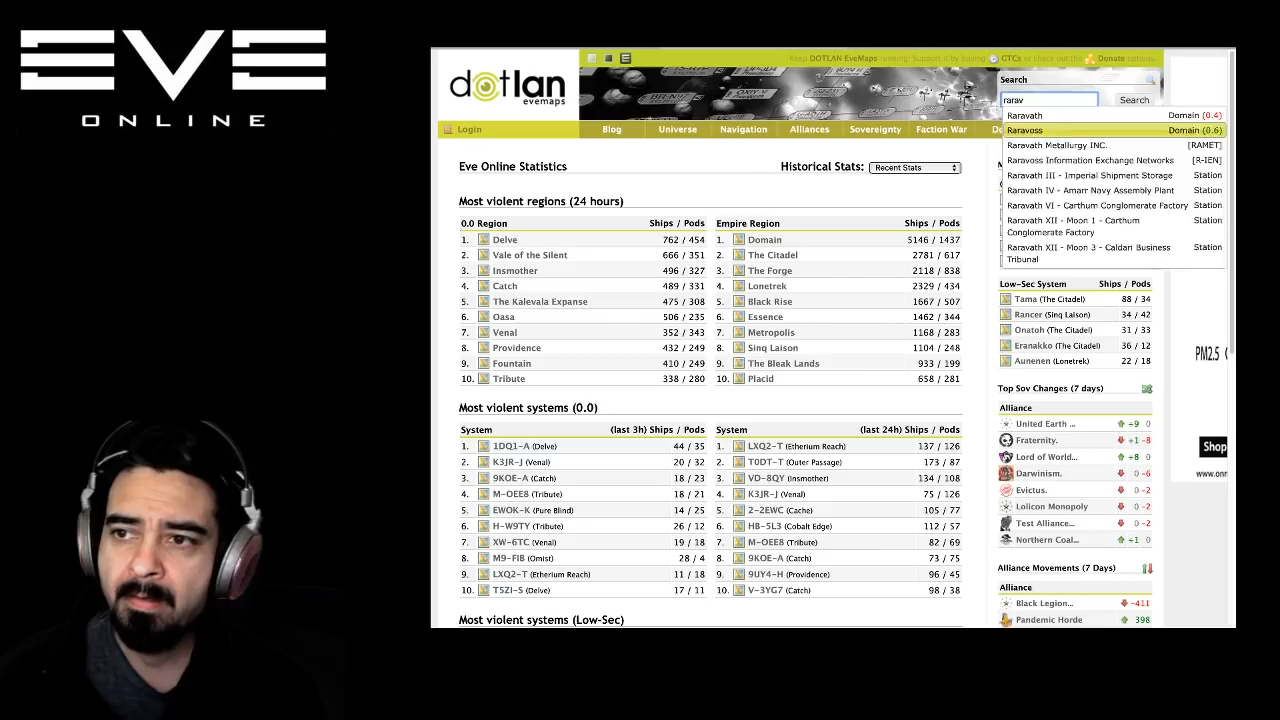 EVE
ONLINE
dotlan
evemaps
Keep DOTLAN EveMaps running: Support it by buying GTCs or check out the Donate options.
Search
rarav
Search
Login
Blog
Universe
Navigation
Alliances
Sovereignty
Faction War
Raravath Domain (0.4)
Raravoss Domain (0.6)
Raravath Metallurgy INC. [RAMET]
Raravoss Information Exchange Networks [R-IEN]
Raravath III - Imperial Shipment Storage Station
Raravath IV - Amarr Navy Assembly Plant Station
Raravath VI - Carthum Conglomerate Factory Station
Raravath XII - Moon 1 - Carthum Station
Conglomerate Factory
Raravath XII - Moon 3 - Caldari Business Station
Tribunal
Eve Online Statistics
Historical Stats: Recent Stats
Most violent regions (24 hours)
0.0 Region Ships / Pods
1. Delve 762 / 454
2. Vale of the Silent 666 / 351
3. Insmother 496 / 327
4. Catch 489 / 331
5. The Kalevala Expanse 475 / 308
6. Oasa 506 / 235
7. Venal 352 / 343
8. Providence 432 / 249
9. Fountain 410 / 249
10. Tribute 338 / 280
Empire Region Ships / Pods
1. Domain 5146 / 1437
2. The Citadel 2781 / 617
3. The Forge 2118 / 838
4. Lonetrek 2329 / 434
5. Black Rise 1667 / 507
6. Essence 1462 / 344
7. Metropolis 1168 / 283
8. Sinq Laison 1104 / 248
9. The Bleak Lands 933 / 199
10. Placid 658 / 281
Most violent systems (0.0)
System (last 3h) Ships / Pods
1. 1DQ1-A (Delve) 44 / 35
2. K3JR-J (Venal) 20 / 32
3. 9KOE-A (Catch) 18 / 23
4. M-OEE8 (Tribute) 18 / 21
5. EWOK-K (Pure Blind) 14 / 25
6. H-W9TY (Tribute) 26 / 12
7. XW-6TC (Venal) 19 / 18
8. M9-FIB (Omist) 28 / 4
9. LXQ2-T (Etherium Reach) 11 / 18
10. T5ZI-S (Delve) 17 / 11
System (last 24h) Ships / Pods
1. LXQ2-T (Etherium Reach) 137 / 126
2. T0DT-T (Outer Passage) 173 / 87
3. VD-8QY (Insmother) 134 / 108
4. K3JR-J (Venal) 75 / 126
5. 2-2EWC (Cache) 105 / 77
6. HB-5L3 (Cobalt Edge) 112 / 57
7. M-OEE8 (Tribute) 82 / 69
8. 9KOE-A (Catch) 73 / 75
9. 9UY4-H (Providence) 96 / 45
10. V-3YG7 (Catch) 98 / 38
Most violent systems (Low-Sec)
Low-Sec System Ships / Pods
Tama (The Citadel) 88 / 34
Rancer (Sinq Laison) 34 / 42
Onatoh (The Citadel) 31 / 33
Eranakko (The Citadel) 36 / 12
Aunenen (Lonetrek) 22 / 18
Top Sov Changes (7 days)
Alliance
United Earth ... +9 0
Fraternity. +1 -8
Lord of World... +8 0
Darwinism. 0 -6
Evictus. 0 -2
Lolicon Monopoly 0 -2
Test Alliance... 0 -2
Northern Coal... +1 0
Alliance Movements (7 Days)
Alliance
Black Legion... -411
Pandemic Horde 398
PM2.5
Shop